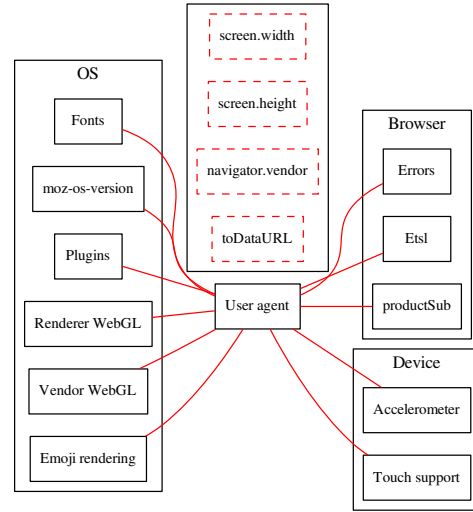 OS
Fonts
moz-os-version
Plugins
Renderer WebGL
Vendor WebGL
Emoji rendering
screen.width
screen.height
navigator.vendor
toDataURL
User agent
Browser
Errors
Etsl
productSub
Device
Accelerometer
Touch support